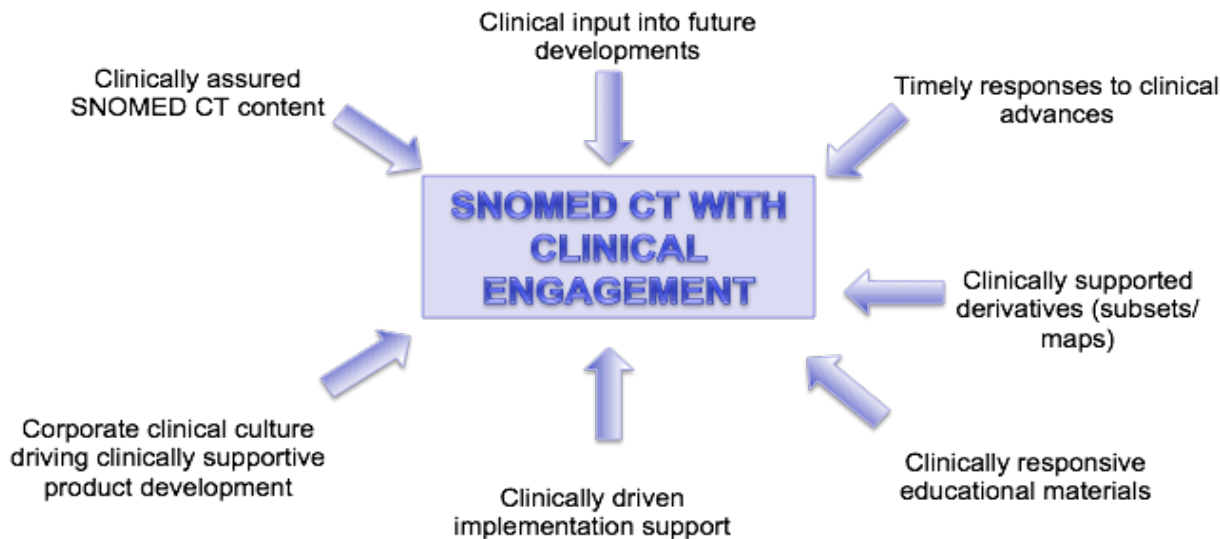 Clinical input into future
developments
Clinically assured
SNOMED CT content
Timely responses to clinical
advances
SNOMED CT WITH
CLINICAL
ENGAGEMENT
Clinically supported
derivatives (subsets/
maps)
Corporate clinical culture
driving clinically supportive
product development
Clinically driven
implementation support
Clinically responsive
educational materials